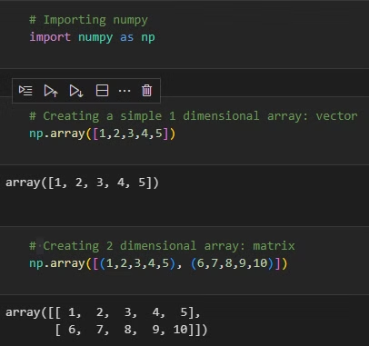 # Importing numpy
import numpy as np
# Creating a simple 1 dimensional array: vector
np.array([1,2,3,4,5])
array([1, 2, 3, 4, 5])
# Creating 2 dimensional array: matrix
np.array([(1,2,3,4,5), (6,7,8,9,10)])
array([[ 1,  2,  3,  4,  5],
       [ 6,  7,  8,  9, 10]])